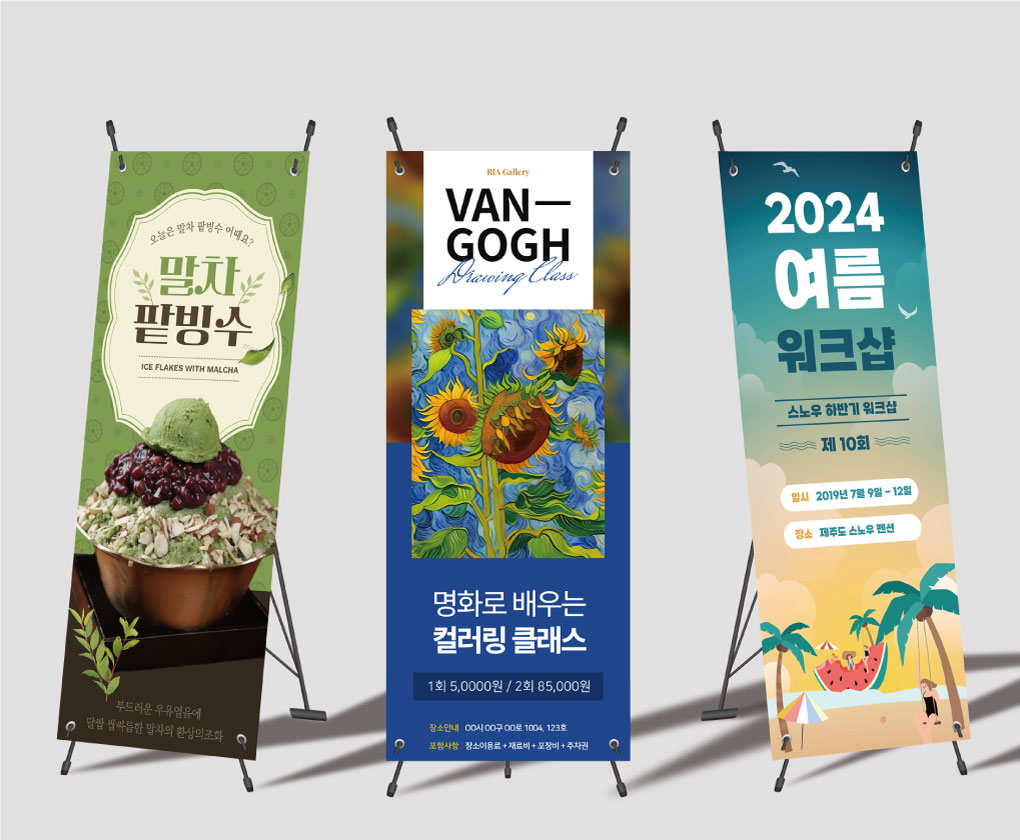 오늘은 말차 팥빙수 어때요?
말차
팥빙수
ICE FLAKES WITH MALCHA
부드러운 우유얼음에
달쌉 쌉싸름한 말차의 환상의조화
RIA Gallery
VAN—
GOGH
Drawing Class
명화로 배우는
컬러링 클래스
1회 5,0000원 / 2회 85,000원
장소안내 00시 00구 00로 1004, 123호
포함사항 장소이용료 + 재료비 + 포장비 + 주차권
2024
여름
워크샵
스노우 하반기 워크샵
제 10회
일시 2019년 7월 9일 - 12일
장소 제주도 스노우 펜션